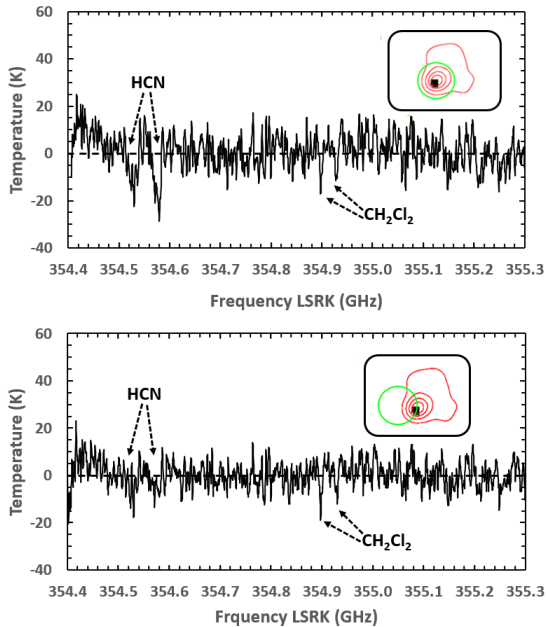 60
40
20
0
-20
-40
Temperature (K)
HCN
CH₂Cl₂
354.4 354.5 354.6 354.7 354.8 354.9 355.0 355.1 355.2 355.3
Frequency LSRK (GHz)
60
40
20
0
-20
-40
Temperature (K)
HCN
CH₂Cl₂
354.4 354.5 354.6 354.7 354.8 354.9 355.0 355.1 355.2 355.3
Frquency LSRK (GHz)